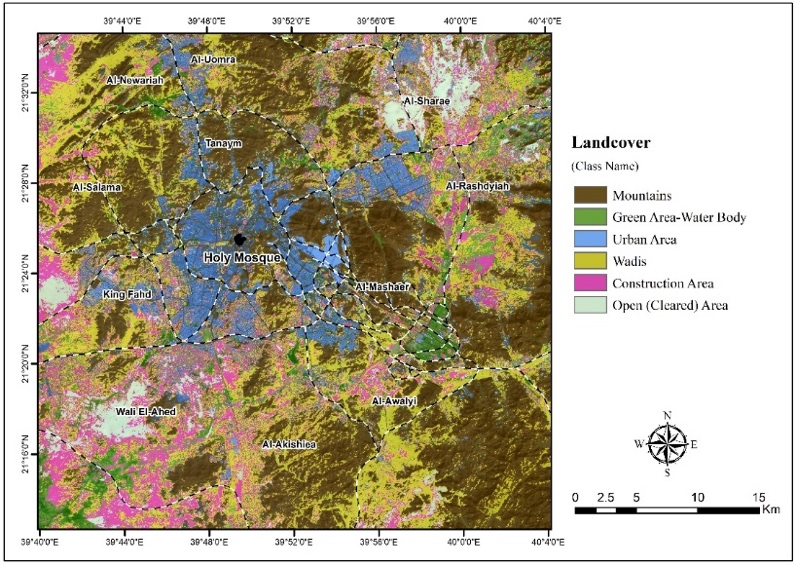 39°44'0"E 39°48'0"E 39°52'0"E 39°56'0"E 40°0'0"E 40°4'0"E
21°32'0"N
21°28'0"N
21°24'0"N
21°20'0"N
21°16'0"N
Al-Uomra
Al-Newariah
Al-Sharae
Tanaym
Al-Salama
Al-Rashdyiah
Holy Mosque
Al-Mashaer
King Fahd
Wali El-Ahed
Al-Awalyi
Al-Akishiea
39°40'0"E 39°44'0"E 39°48'0"E 39°52'0"E 39°56'0"E 40°0'0"E 40°4'0"E
Landcover
(Class Name)
Mountains
Green Area-Water Body
Urban Area
Wadis
Construction Area
Open (Cleared) Area
N
W E
S
0 2.5 5 10 15
Km